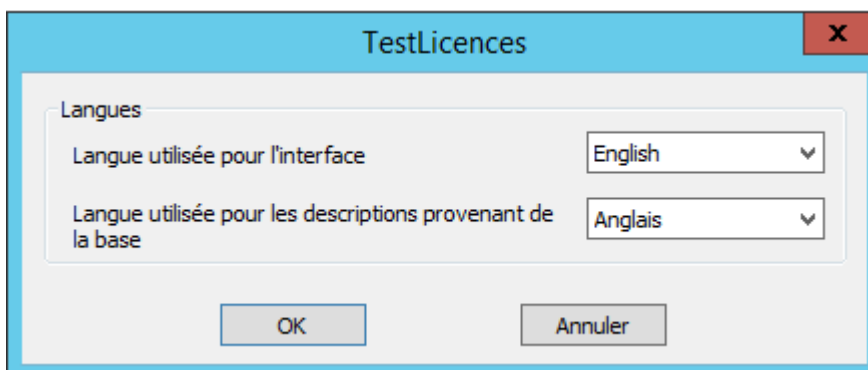 TestLicences
x
Langues
Langue utilisée pour l'interface
English
Langue utilisée pour les descriptions provenant de
la base
Anglais
OK
Annuler